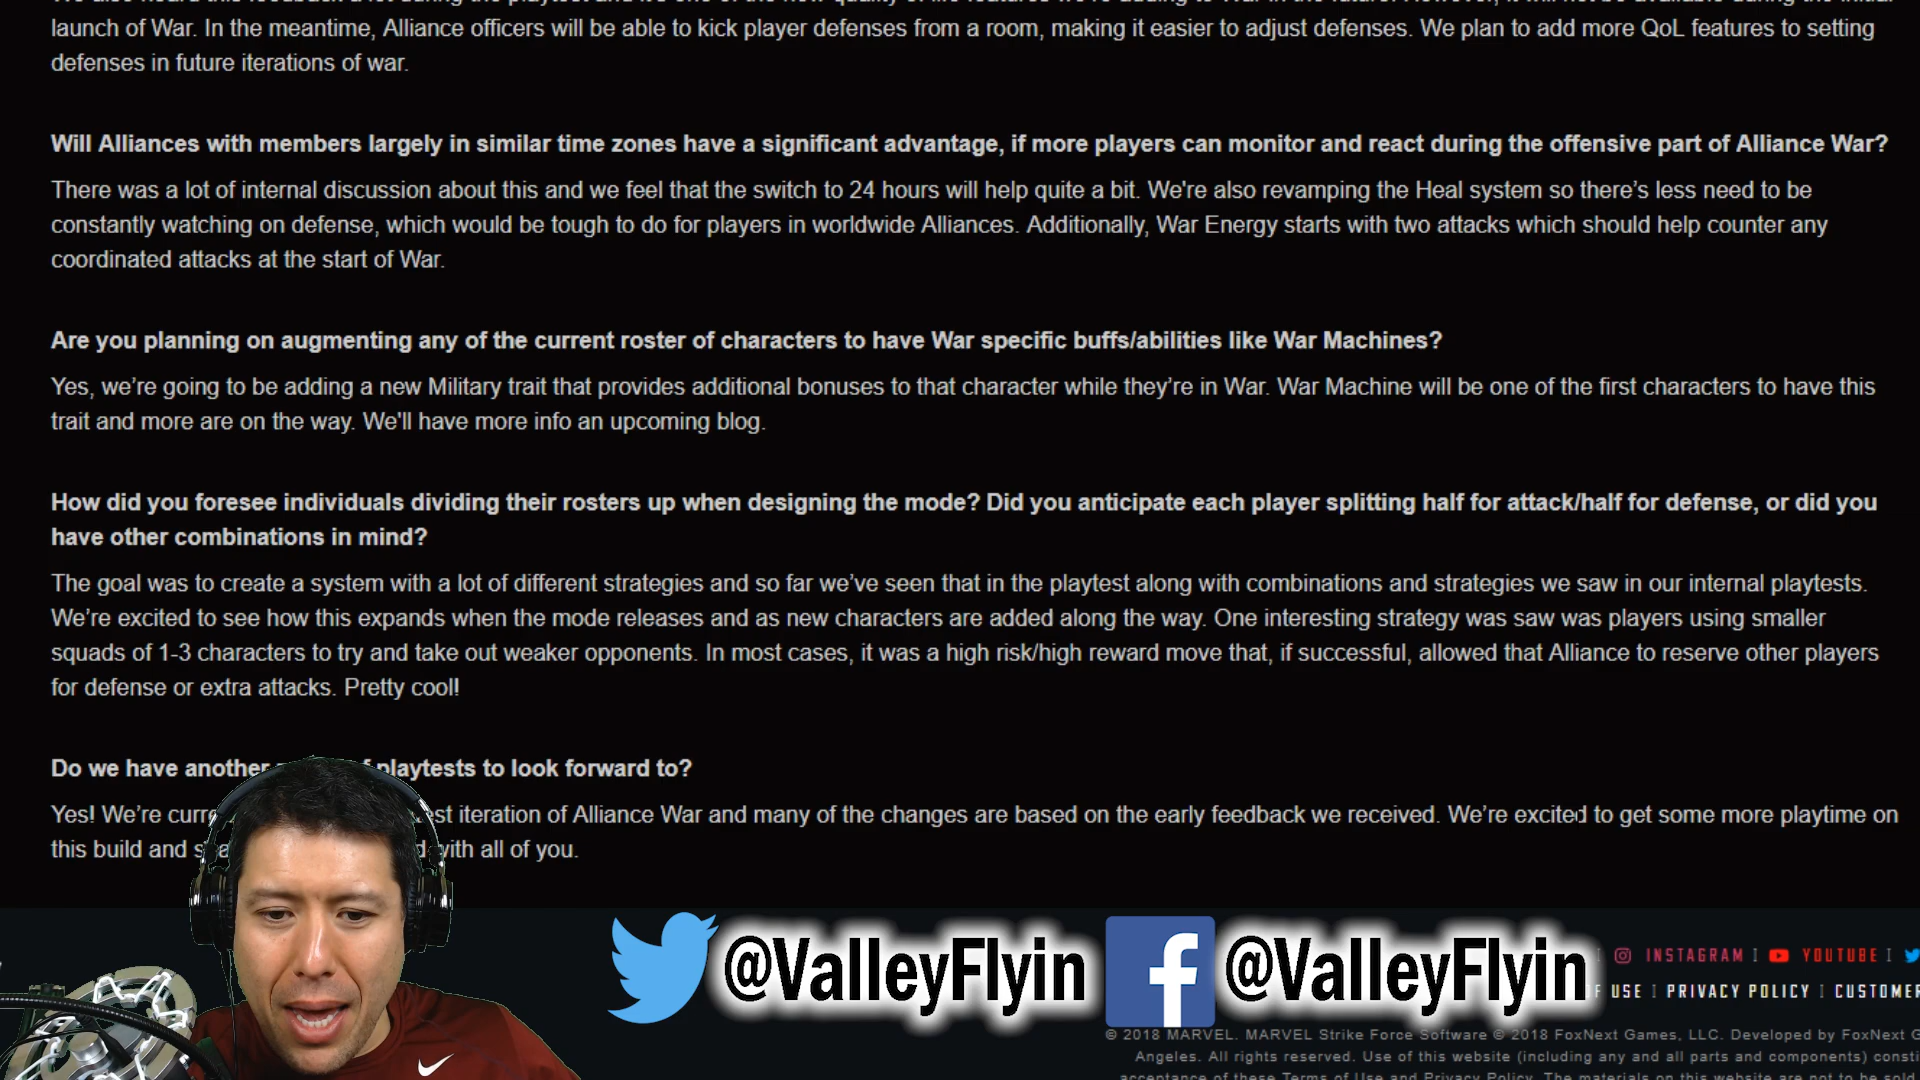 launch of War. In the meantime, Alliance officers will be able to kick player defenses from a room, making it easier to adjust defenses. We plan to add more QoL features to setting
defenses in future iterations of war.
Will Alliances with members largely in similar time zones have a significant advantage, if more players can monitor and react during the offensive part of Alliance War?
There was a lot of internal discussion about this and we feel that the switch to 24 hours will help quite a bit. We're also revamping the Heal system so there's less need to be
constantly watching on defense, which would be tough to do for players in worldwide Alliances. Additionally, War Energy starts with two attacks which should help counter any
coordinated attacks at the start of War.
Are you planning on augmenting any of the current roster of characters to have War specific buffs/abilities like War Machines?
Yes, we're going to be adding a new Military trait that provides additional bonuses to that character while they're in War. War Machine will be one of the first characters to have this
trait and more are on the way. We'll have more info an upcoming blog.
How did you foresee individuals dividing their rosters up when designing the mode? Did you anticipate each player splitting half for attack/half for defense, or did you
have other combinations in mind?
The goal was to create a system with a lot of different strategies and so far we've seen that in the playtest along with combinations and strategies we saw in our internal playtests.
We're excited to see how this expands when the mode releases and as new characters are added along the way. One interesting strategy was saw was players using smaller
squads of 1-3 characters to try and take out weaker opponents. In most cases, it was a high risk/high reward move that, if successful, allowed that Alliance to reserve other players
for defense or extra attacks. Pretty cool!
Do we have another playtests to look forward to?
Yes! We're iteration of Alliance War and many of the changes are based on the early feedback we received. We're excited to get some more playtime on
this build and with all of you.
@ValleyFlyin @ValleyFlyin
INSTAGRAM | YOUTUBE |
USE | PRIVACY POLICY | CUSTOMER
© 2018 MARVEL. MARVEL Strike Force Software © 2018 FoxNext Games, LLC. Developed by FoxNext
Angeles. All rights reserved. Use of this website (including any and all parts and components)
acceptance of these Terms of Use and Privacy Policy. The materials on this website are not to be sold